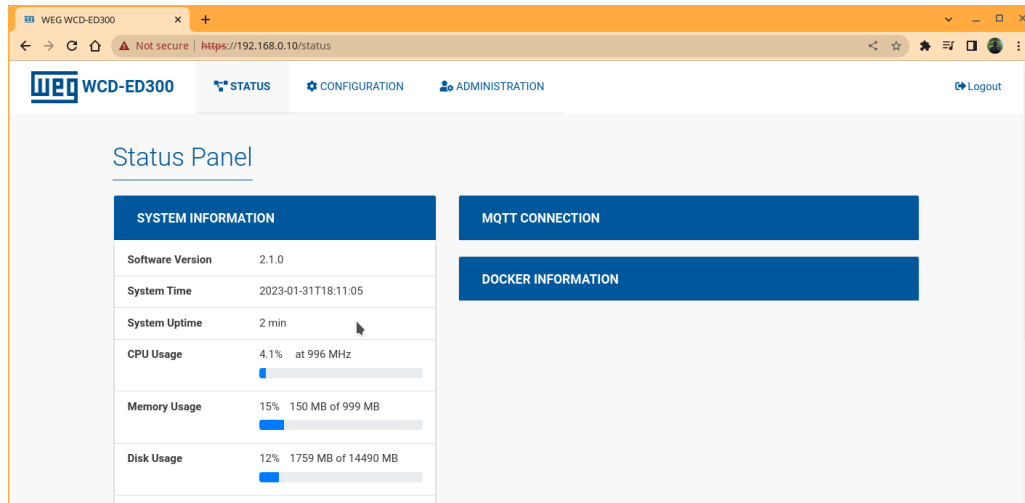 WEG WCD-ED300
Not secure | https://192.168.0.10/status
weg WCD-ED300
STATUS
CONFIGURATION
ADMINISTRATION
Logout
Status Panel
SYSTEM INFORMATION
Software Version 2.1.0
System Time 2023-01-31T18:11:05
System Uptime 2 min
CPU Usage 4.1% at 996 MHz
Memory Usage 15% 150 MB of 999 MB
Disk Usage 12% 1759 MB of 14490 MB
MQTT CONNECTION
DOCKER INFORMATION